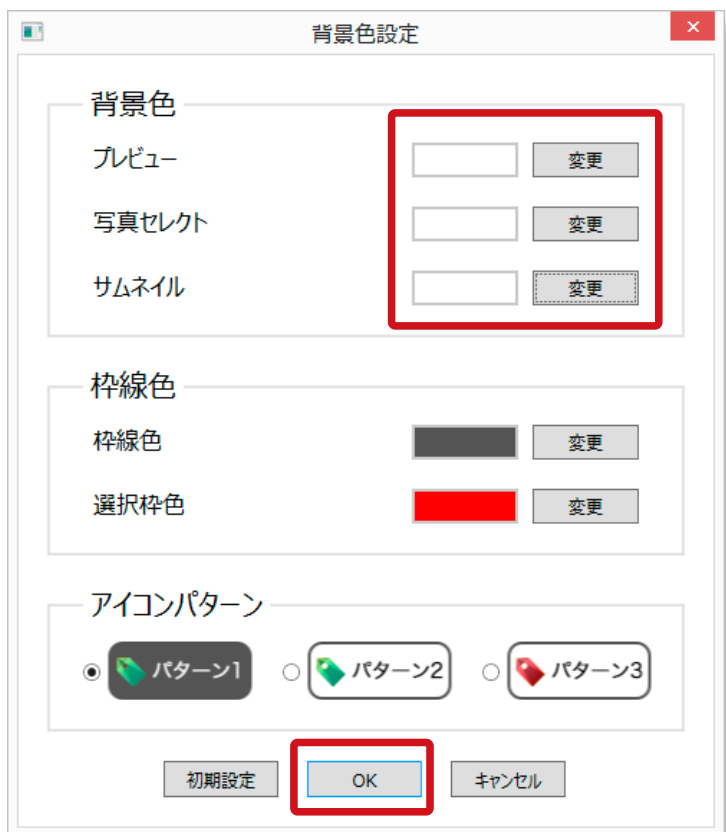 背景色設定
背景色
プレビュー 変更
写真セレクト 変更
サムネイル 変更
枠線色
枠線色 変更
選択枠色 変更
アイコンパターン
パターン1 パターン2 パターン3
初期設定 OK キャンセル